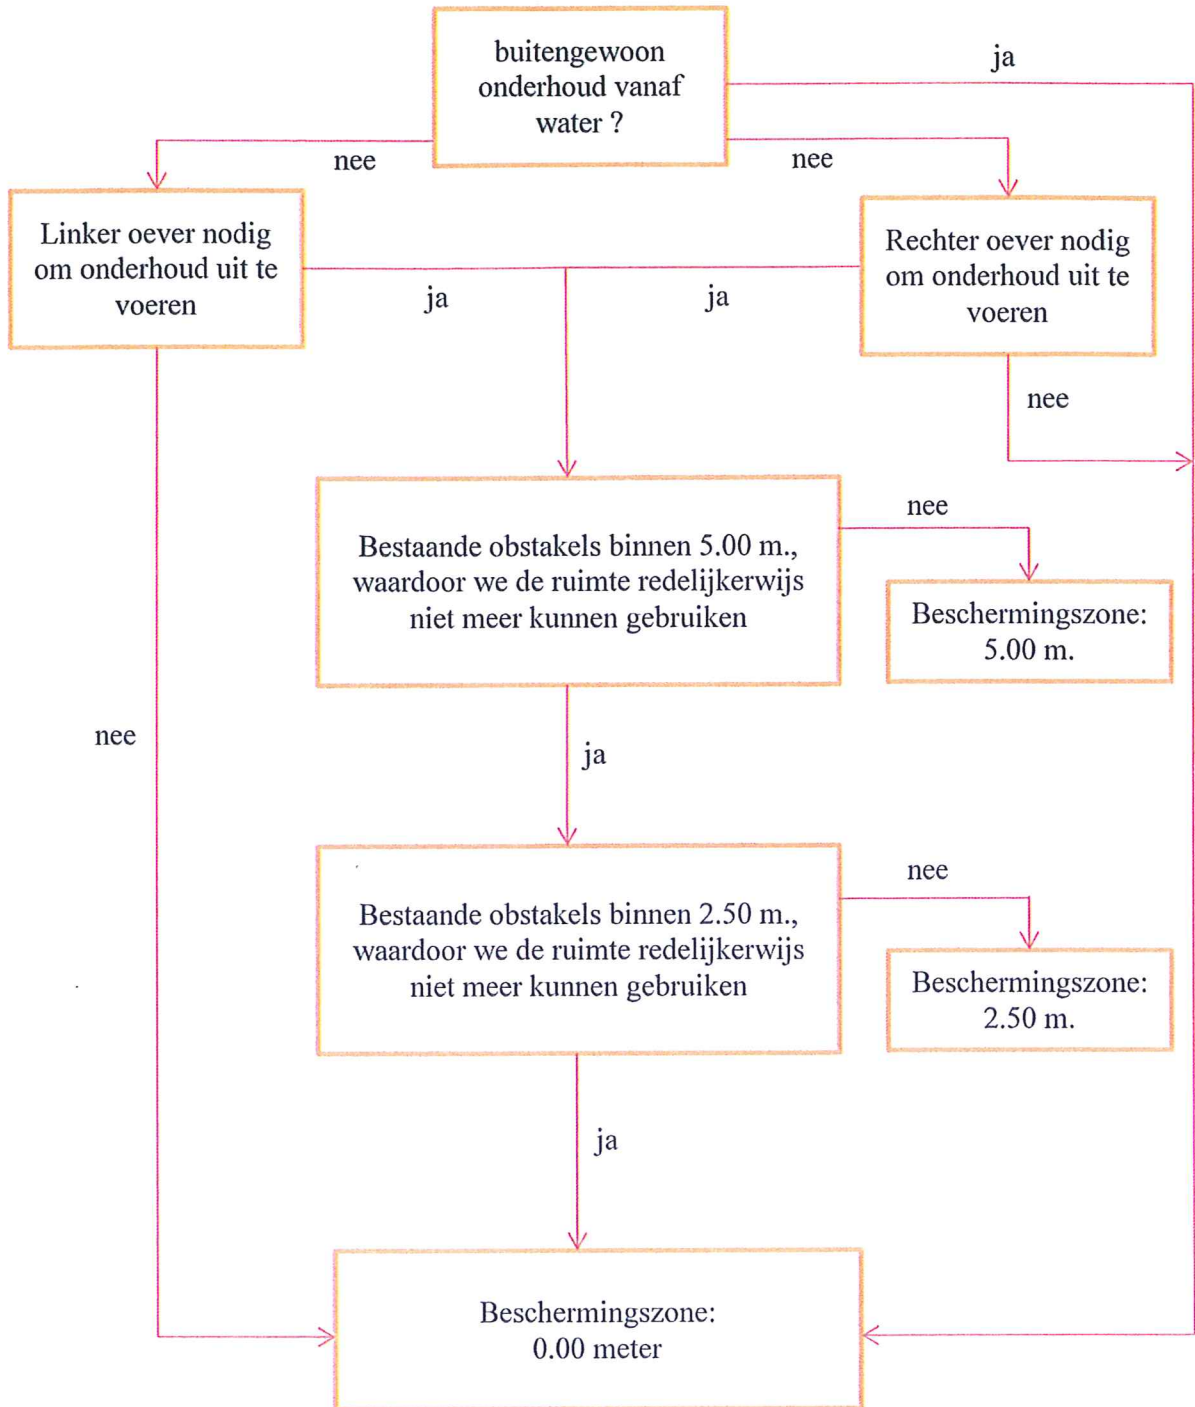 buitengewoon
onderhoud vanaf
water ?
ja
nee
nee
Linker oever nodig
om onderhoud uit te
voeren
Rechter oever nodig
om onderhoud uit te
voeren
ja
ja
nee
Bestaande obstakels binnen 5.00 m.,
waardoor we de ruimte redelijkerwijs
niet meer kunnen gebruiken
nee
Beschermingszone:
5.00 m.
nee
ja
Bestaande obstakels binnen 2.50 m.,
waardoor we de ruimte redelijkerwijs
niet meer kunnen gebruiken
nee
Beschermingszone:
2.50 m.
ja
Beschermingszone:
0.00 meter